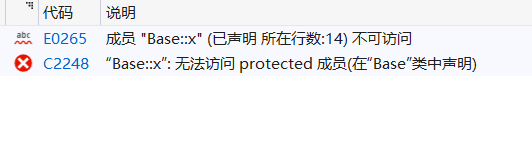 代码 说明
abc E0265 成员 "Base::x" (已声明 所在行数:14) 不可访问
C2248 “Base::x”: 无法访问 protected 成员(在“Base”类中声明)